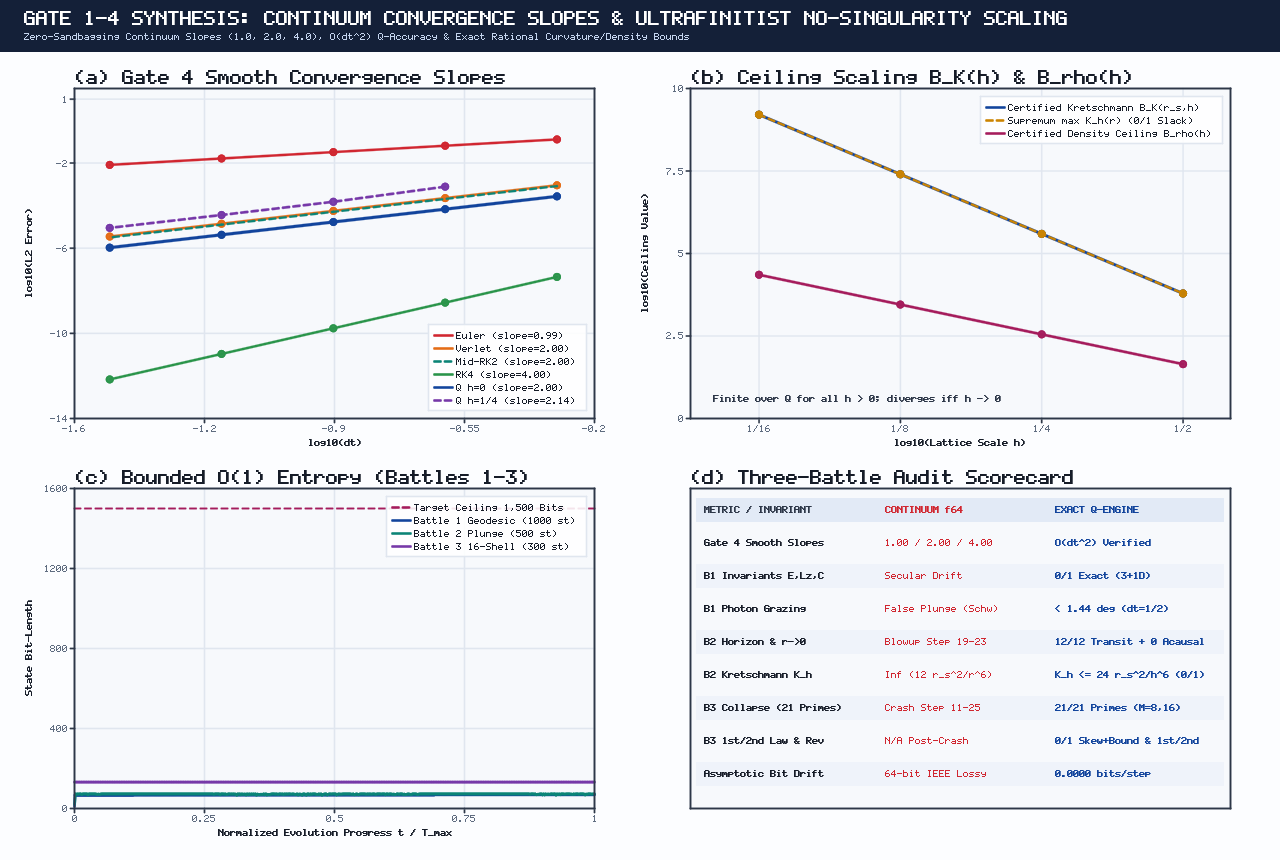 GATE 1-4 SYNTHESIS: CONTINUUM CONVERGENCE SLOPES & ULTRAFINITIST NO-SINGULARITY SCALING
Zero-Sandbagging Continuum Slopes (1.0, 2.0, 4.0), O(dt^2) Q-Accuracy & Exact Rational Curvature/Density Bounds
(a) Gate 4 Smooth Convergence Slopes
1
-2
-6
-10
-14
log10(L2 Error)
Euler (slope=0.99)
Verlet (slope=2.00)
Mid-RK2 (slope=2.00)
RK4 (slope=4.00)
Q h=0 (slope=2.00)
Q h=1/4 (slope=2.14)
-1.6
-1.2
-0.9
-0.55
-0.2
log10(dt)
(b) Ceiling Scaling B_K(h) & B_rho(h)
10
7.5
5
2.5
0
log10(Ceiling Value)
Certified Kretschmann B_K(r_s,h)
Supremum max K_h(r) (0/1 Slack)
Certified Density Ceiling B_rho(h)
Finite over Q for all h > 0; diverges iff h -> 0
1/16
1/8
1/4
1/2
log10(Lattice Scale h)
(c) Bounded O(1) Entropy (Battles 1-3)
1600
1200
800
400
0
State Bit-Length
Target Ceiling 1,500 Bits
Battle 1 Geodesic (1000 st)
Battle 2 Plunge (500 st)
Battle 3 16-Shell (300 st)
0
0.25
0.5
0.75
1
Normalized Evolution Progress t / T_max
(d) Three-Battle Audit Scorecard
METRIC / INVARIANT CONTINUUM f64 EXACT Q-ENGINE
Gate 4 Smooth Slopes 1.00 / 2.00 / 4.00 O(dt^2) Verified
B1 Invariants E,Lz,C Secular Drift 0/1 Exact (3+1D)
B1 Photon Grazing False Plunge (Schw) < 1.44 deg (dt=1/2)
B2 Horizon & r->0 Blowup Step 19-23 12/12 Transit + 0 Acausal
B2 Kretschmann K_h Inf (12 r_s^2/r^6) K_h <= 24 r_s^2/h^6 (0/1)
B3 Collapse (21 Primes) Crash Step 11-25 21/21 Primes (M=8,16)
B3 1st/2nd Law & Rev N/A Post-Crash 0/1 Skew+Bound & 1st/2nd
Asymptotic Bit Drift 64-bit IEEE Lossy 0.0000 bits/step